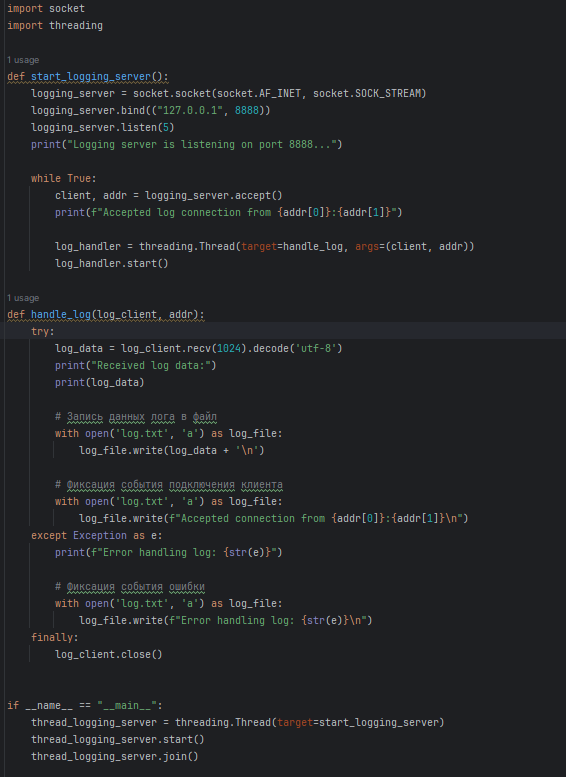 import socket
import threading
1 usage
def start_logging_server():
    logging_server = socket.socket(socket.AF_INET, socket.SOCK_STREAM)
    logging_server.bind(("127.0.0.1", 8888))
    logging_server.listen(5)
    print("Logging server is listening on port 8888...")
    while True:
        client, addr = logging_server.accept()
        print(f"Accepted log connection from {addr[0]}:{addr[1]}")
        log_handler = threading.Thread(target=handle_log, args=(client, addr))
        log_handler.start()
1 usage
def handle_log(log_client, addr):
    try:
        log_data = log_client.recv(1024).decode('utf-8')
        print("Received log data:")
        print(log_data)
        # Запись данных лога в файл
        with open('log.txt', 'a') as log_file:
            log_file.write(log_data + '\n')
        # Фиксация события подключения клиента
        with open('log.txt', 'a') as log_file:
            log_file.write(f"Accepted connection from {addr[0]}:{addr[1]}\n")
    except Exception as e:
        print(f"Error handling log: {str(e)}")
        # Фиксация события ошибки
        with open('log.txt', 'a') as log_file:
            log_file.write(f"Error handling log: {str(e)}\n")
    finally:
        log_client.close()
if __name__ == "__main__":
    thread_logging_server = threading.Thread(target=start_logging_server)
    thread_logging_server.start()
    thread_logging_server.join()